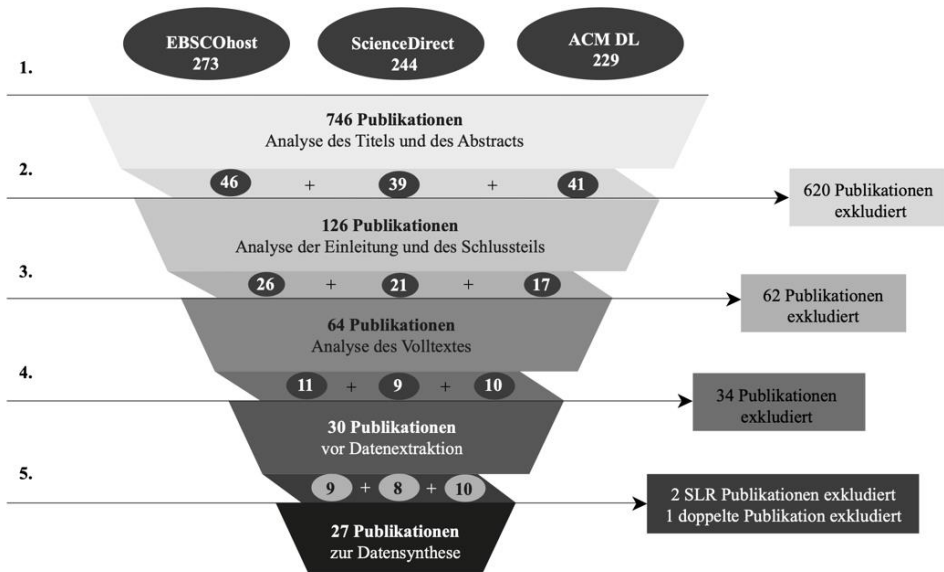 EBSCOhost
273
ScienceDirect
244
ACM DL
229
1.
746 Publikationen
Analyse des Titels und des Abstracts
2.
46 + 39 + 41
620 Publikationen
exkludiert
126 Publikationen
Analyse der Einleitung und des Schlussteils
3.
26 + 21 + 17
62 Publikationen
exkludiert
64 Publikationen
Analyse des Volltextes
4.
11 + 9 + 10
34 Publikationen
exkludiert
30 Publikationen
vor Datenextraktion
5.
9 + 8 + 10
2 SLR Publikationen exkludiert
1 doppelte Publikation exkludiert
27 Publikationen
zur Datensynthese